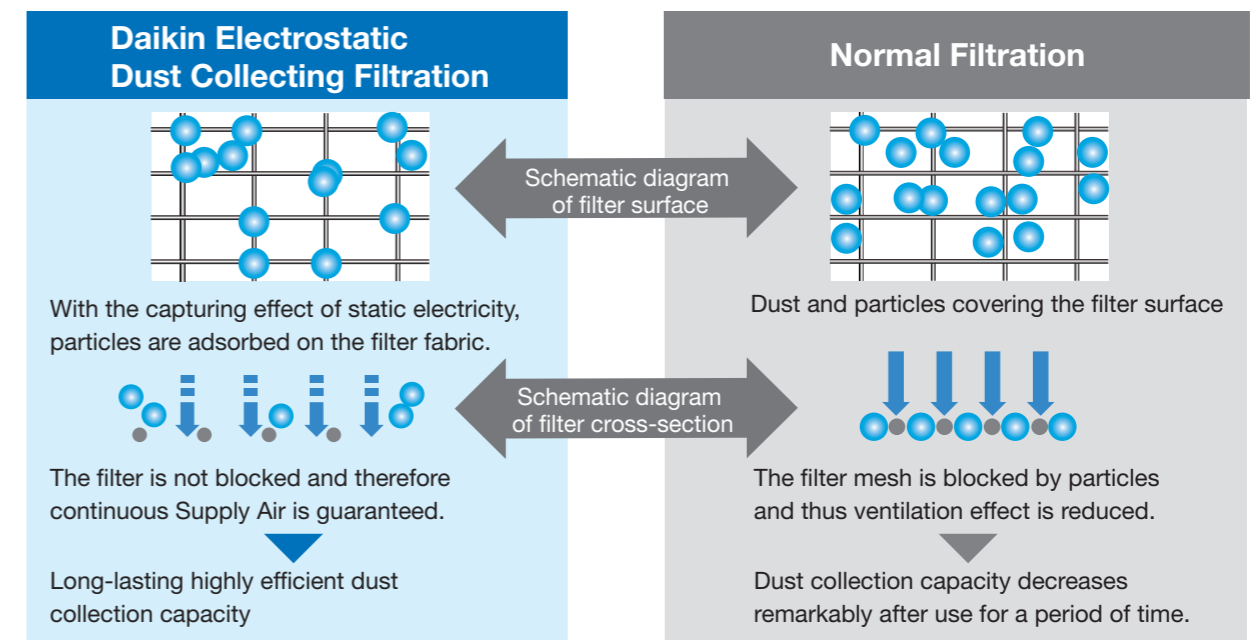 Daikin Electrostatic
Dust Collecting Filtration
Normal Filtration
Schematic diagram
of filter surface
With the capturing effect of static electricity,
particles are adsorbed on the filter fabric.
Dust and particles covering the filter surface
Schematic diagram
of filter cross-section
The filter is not blocked and therefore
continuous Supply Air is guaranteed.
The filter mesh is blocked by particles
and thus ventilation effect is reduced.
Long-lasting highly efficient dust
collection capacity
Dust collection capacity decreases
remarkably after use for a period of time.